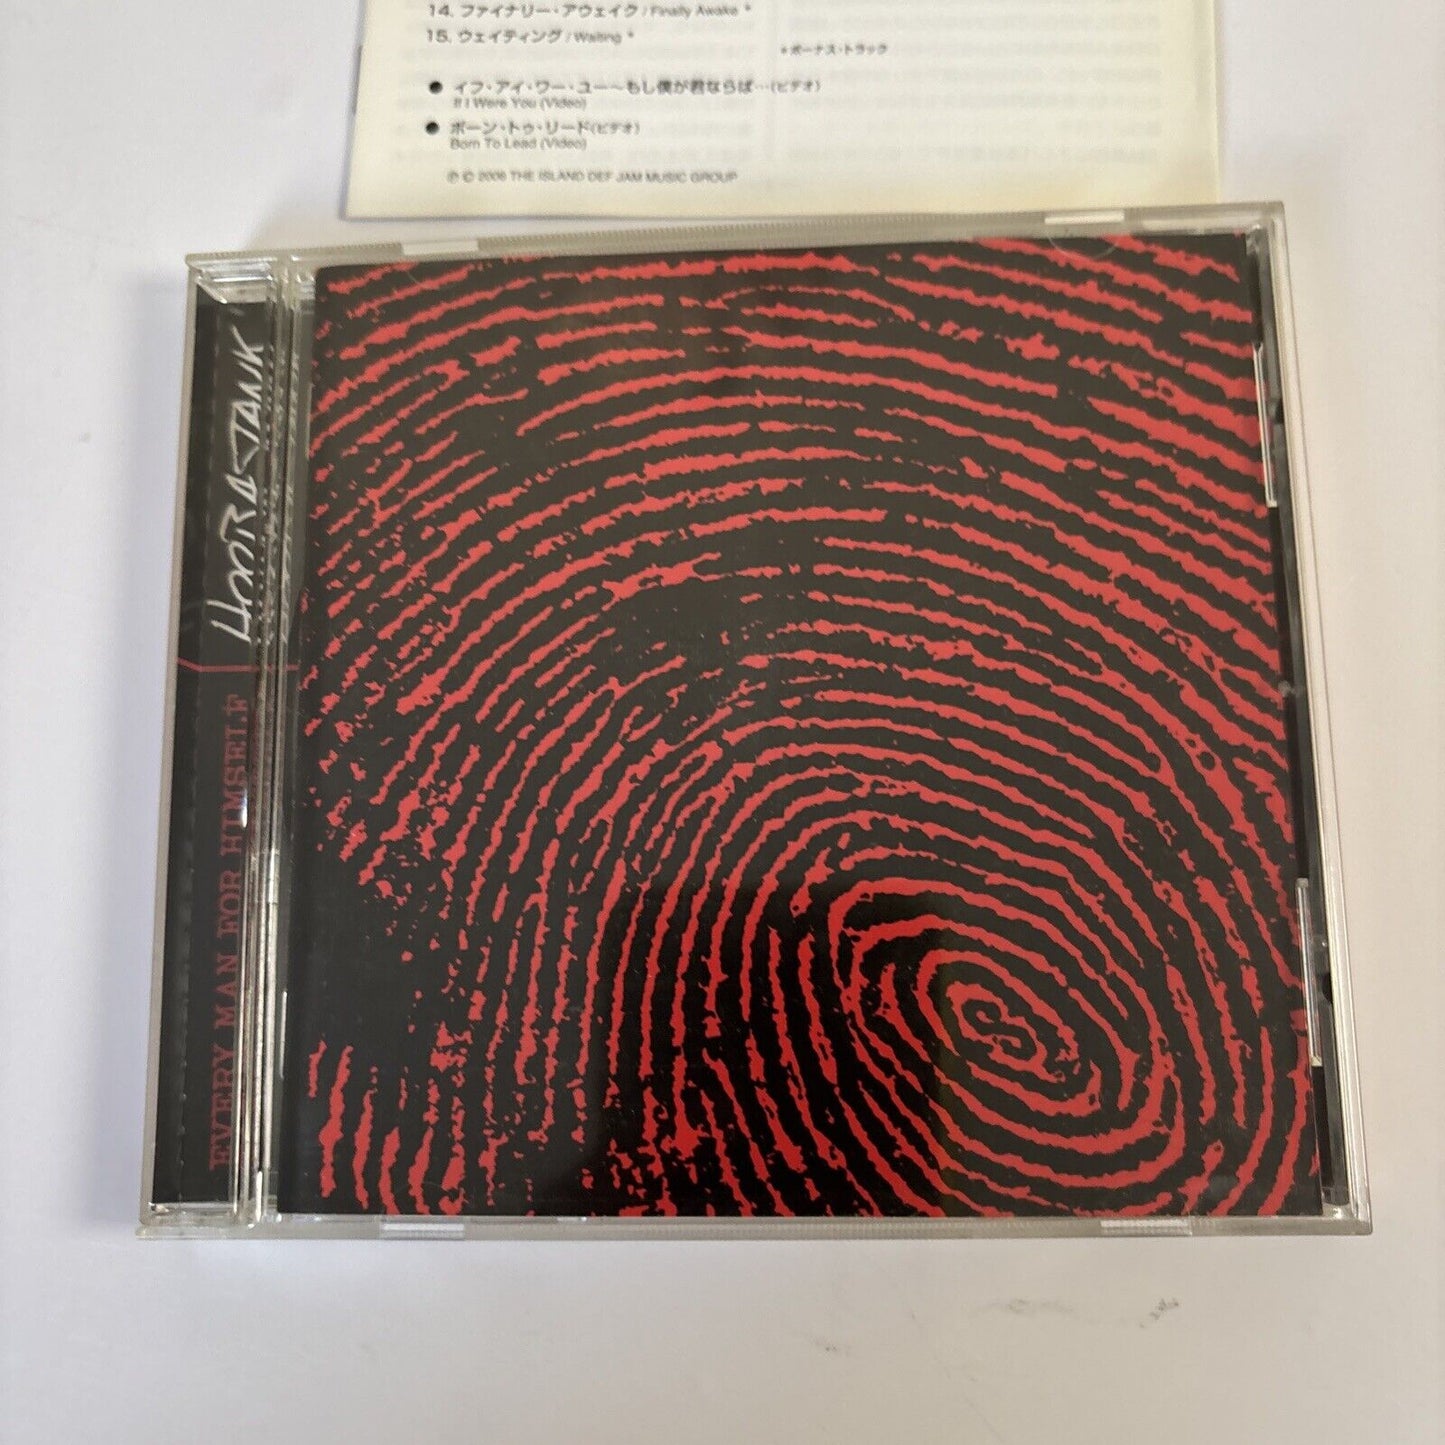 14. ファイナリー・アウェイク / Finally Awake *
15. ウェイティング / Waiting *
*ボーナス・トラック
● イフ・アイ・ワー・ユー〜もし僕が君ならば…(ビデオ)
If I Were You (Video)
● ボーン・トゥ・リード(ビデオ)
Born To Lead (Video)
℗ © 2006 THE ISLAND DEF JAM MUSIC GROUP
HOOBASTANK
EVERY MAN FOR HIMSELF